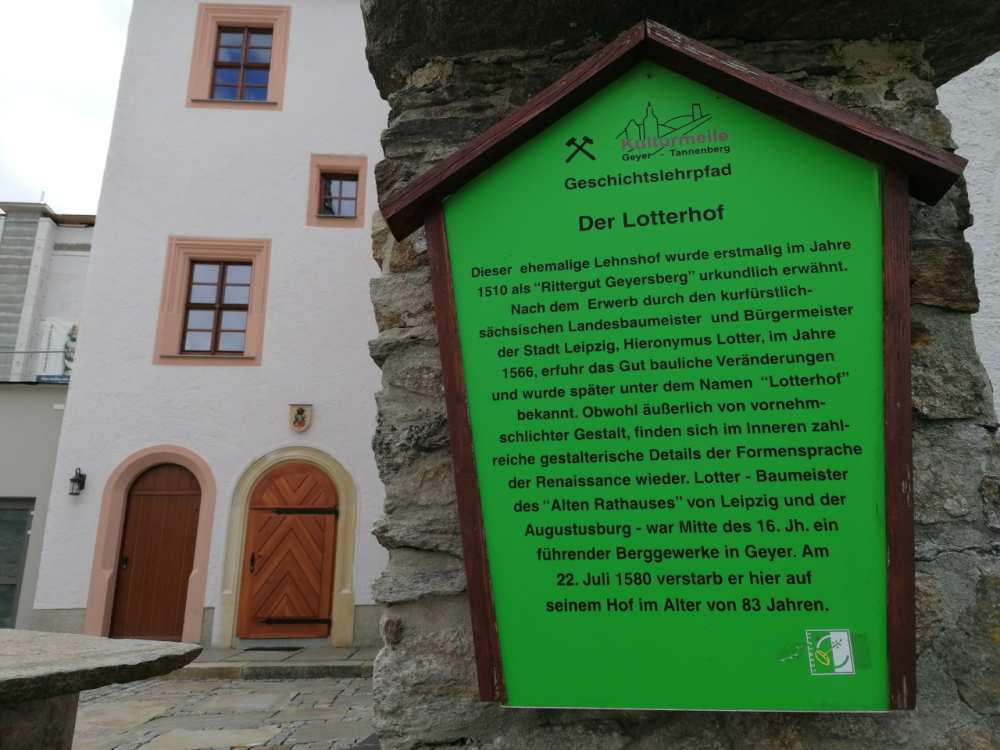 Kulturmeile
Geyer - Tannenberg
Geschichtslehrpfad
Der Lotterhof
Dieser ehemalige Lehnshof wurde erstmalig im Jahre
1510 als "Rittergut Geyersberg" urkundlich erwähnt.
Nach dem Erwerb durch den kurfürstlich-
sächsischen Landesbaumeister und Bürgermeister
der Stadt Leipzig, Hieronymus Lotter, im Jahre
1566, erfuhr das Gut bauliche Veränderungen
und wurde später unter dem Namen "Lotterhof"
bekannt. Obwohl äußerlich von vornehm-
schlichter Gestalt, finden sich im Inneren zahl-
reiche gestalterische Details der Formensprache
der Renaissance wieder. Lotter - Baumeister
des "Alten Rathauses" von Leipzig und der
Augustusburg - war Mitte des 16. Jh. ein
führender Berggewerke in Geyer. Am
22. Juli 1580 verstarb er hier auf
seinem Hof im Alter von 83 Jahren.